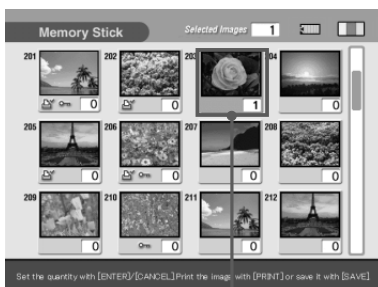 Memory Stick Selected Images 1
201 202 203 204
0 0 1 0
205 206 207 208
0 0 0 0
209 210 211 212
0 0 0 0
Set the quantity with [ENTER]/[CANCEL] Print the image with [PRINT] or save it with [SAVE]